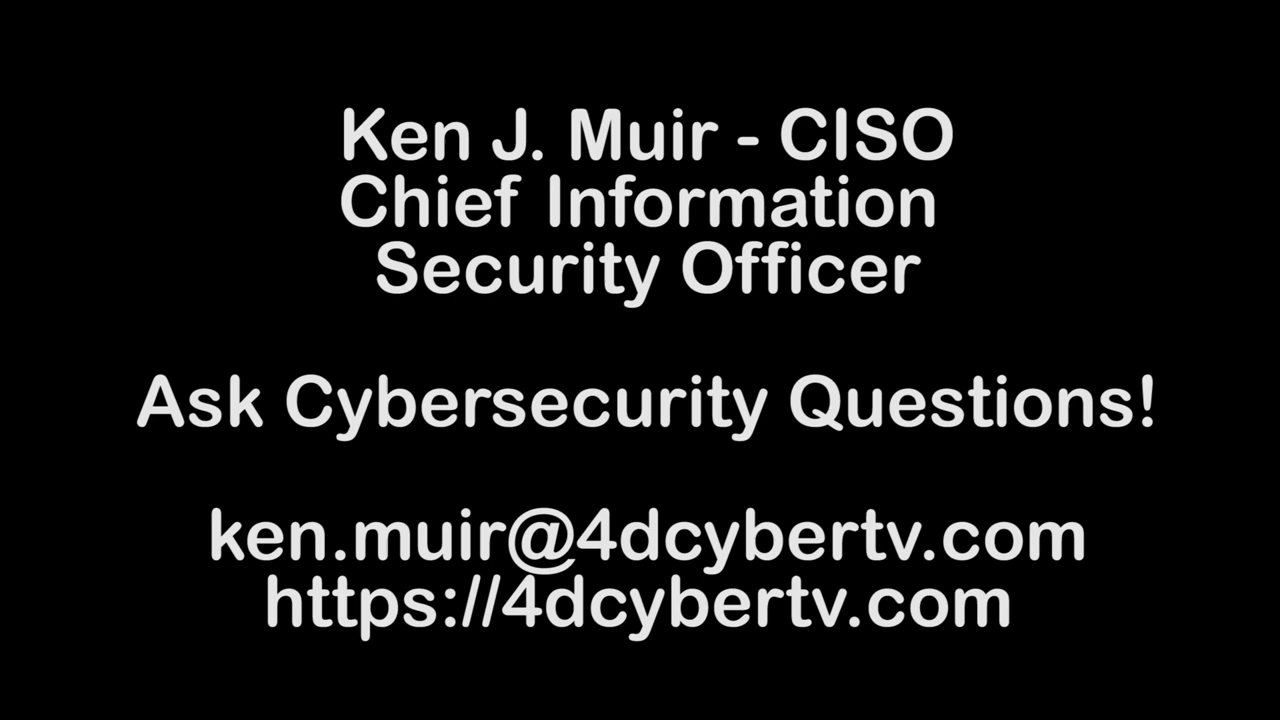 Ken J. Muir - CISO
Chief Information
Security Officer
Ask Cybersecurity Questions!
ken.muir@4dcybertv.com
https://4dcybertv.com